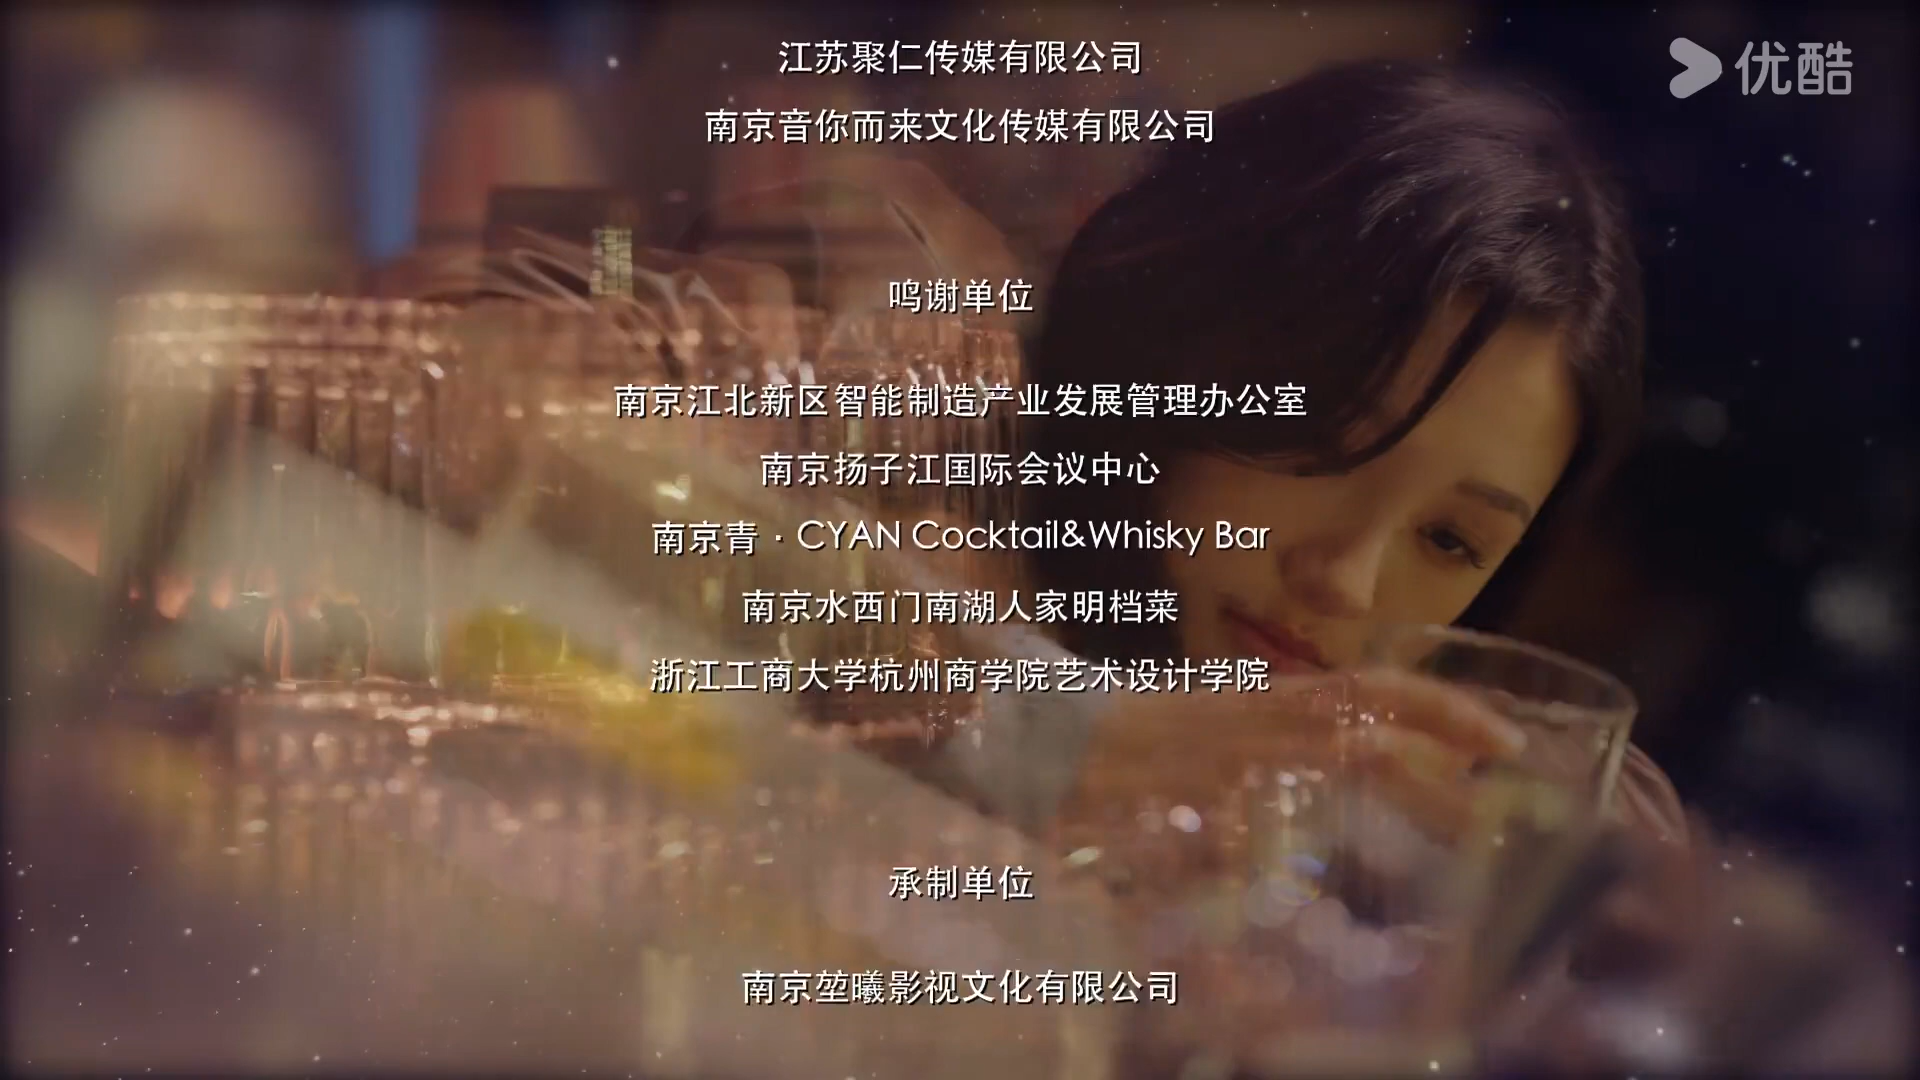 江苏聚仁传媒有限公司
优酷
南京音你而来文化传媒有限公司
鸣谢单位
南京江北新区智能制造产业发展管理办公室
南京扬子江国际会议中心
南京青·CYAN Cocktail&Whisky Bar
南京水西门南湖人家明档菜
浙江工商大学杭州商学院艺术设计学院
承制单位
南京堃曦影视文化有限公司